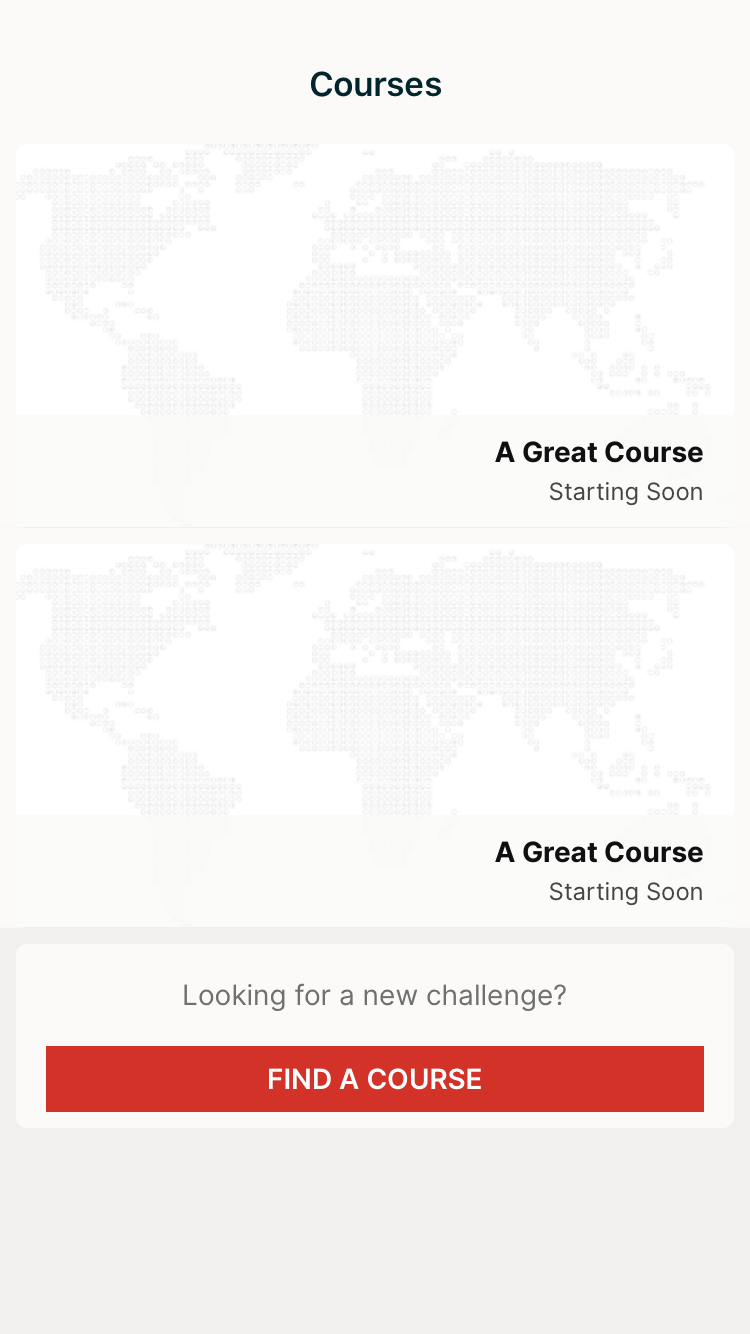 Courses
A Great Course
Starting Soon
A Great Course
Starting Soon
Looking for a new challenge?
FIND A COURSE